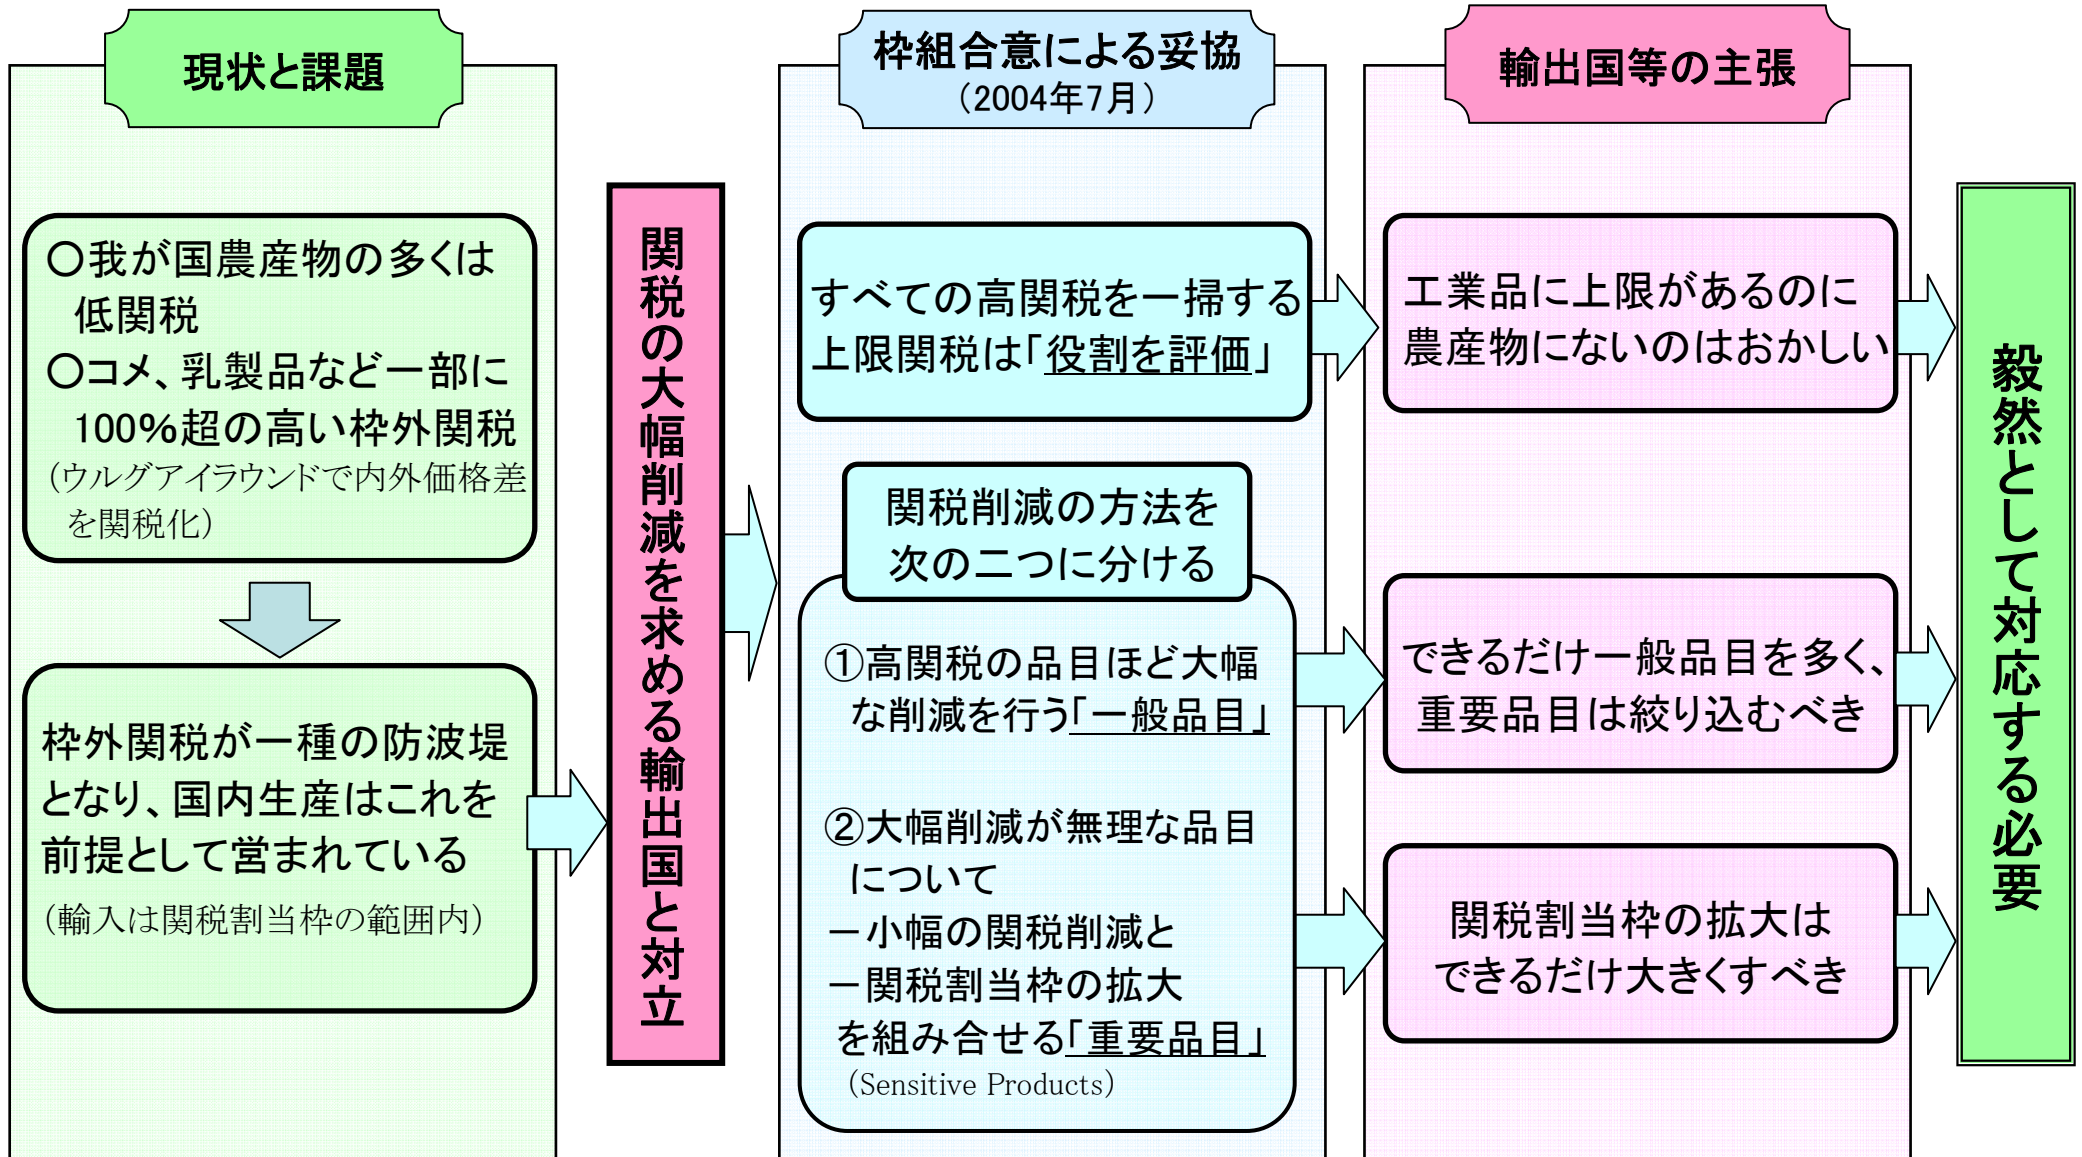 現状と課題
○我が国農産物の多くは
低関税
○コメ、乳製品など一部に
100%超の高い枠外関税
(ウルグアイラウンドで内外価格差
を関税化)
枠外関税が一種の防波堤
となり、国内生産はこれを
前提として営まれている
(輸入は関税割当枠の範囲内)
関税の大幅削減を求める輸出国と対立
枠組合意による妥協
(2004年7月)
すべての高関税を一掃する
上限関税は「役割を評価」
関税削減の方法を
次の二つに分ける
①高関税の品目ほど大幅
な削減を行う「一般品目」
②大幅削減が無理な品目
について
－小幅の関税削減と
－関税割当枠の拡大
を組み合せる「重要品目」
(Sensitive Products)
輸出国等の主張
工業品に上限があるのに
農産物にないのはおかしい
できるだけ一般品目を多く、
重要品目は絞り込むべき
関税割当枠の拡大は
できるだけ大きくすべき
毅然として対応する必要